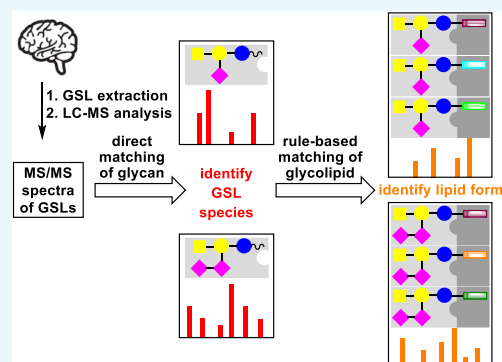 1. GSL extraction
2. LC-MS analysis
MS/MS
spectra
of GSLs
direct
matching
of glycan
identify
GSL
species
rule-based
matching of
glycolipid
identify lipid form